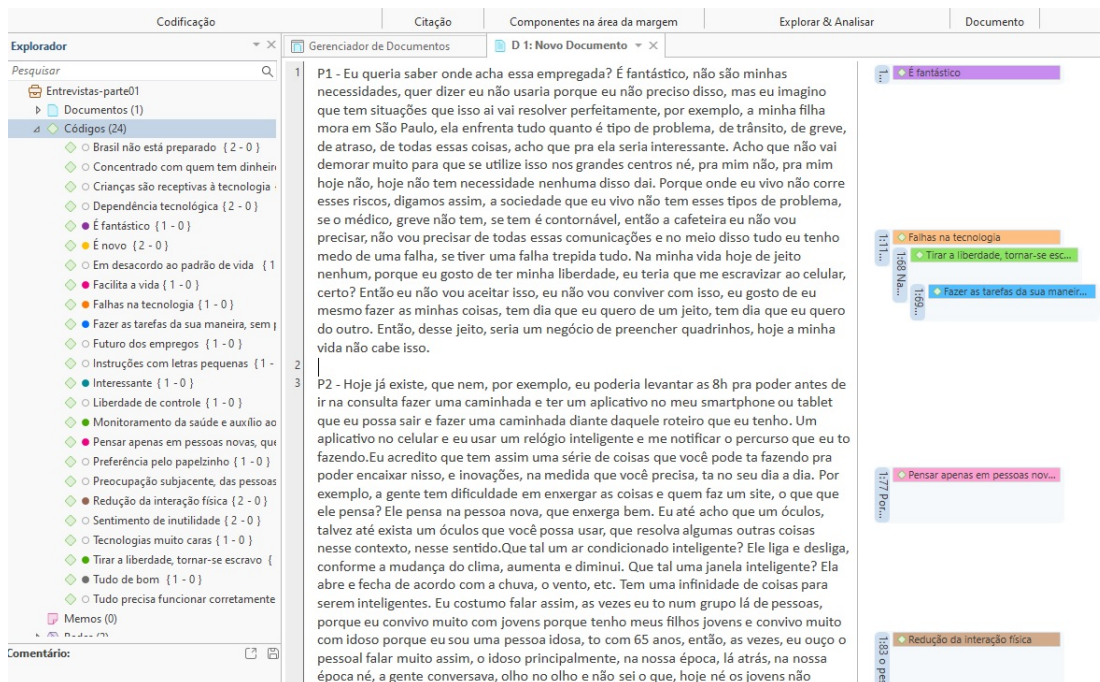 Codificação
Citação
Componentes na área da margem
Explorar & Analisar
Documento
Explorador
Pesquisar
Entrevistas-parte01
Documentos (1)
Códigos (24)
Brasil não está preparado {2 - 0}
Concentrado com quem tem dinheir
Crianças são receptivas à tecnologia
Dependência tecnológica {2 - 0}
É fantástico {1 - 0}
É novo {2 - 0}
Em desacordo ao padrão de vida {1
Facilita a vida {1 - 0}
Falhas na tecnologia {1 - 0}
Fazer as tarefas da sua maneira, sem p
Futuro dos empregos {1 - 0}
Instruções com letras pequenas {1 -
Interessante {1 - 0}
Liberdade de controle {1 - 0}
Monitoramento da saúde e auxílio ao
Pensar apenas em pessoas novas, que
Preferência pelo papelzinho {1 - 0}
Preocupação subjacente, das pessoas
Redução da interação física {2 - 0}
Sentimento de inutilidade {2 - 0}
Tecnologias muito caras {1 - 0}
Tirar a liberdade, tornar-se escravo {
Tudo de bom {1 - 0}
Tudo precisa funcionar corretamente
Memos (0)
Comentário:
Gerenciador de Documentos
D 1: Novo Documento
1
P1 - Eu queria saber onde acha essa empregada? É fantástico, não são minhas
necessidades, quer dizer eu não usaria porque eu não preciso disso, mas eu imagino
que tem situações que isso ai vai resolver perfeitamente, por exemplo, a minha filha
mora em São Paulo, ela enfrenta tudo quanto é tipo de problema, de trânsito, de greve,
de atraso, de todas essas coisas, acho que pra ela seria interessante. Acho que não vai
demorar muito para que se utilize isso nos grandes centros né, pra mim não, pra mim
hoje não, hoje não tem necessidade nenhuma disso dai. Porque onde eu vivo não corre
esses riscos, digamos assim, a sociedade que eu vivo não tem esses tipos de problema,
se o médico, greve não tem, se tem é contornável, então a cafeteira eu não vou
precisar, não vou precisar de todas essas comunicações e no meio disso tudo eu tenho
medo de uma falha, se tiver uma falha trepida tudo. Na minha vida hoje de jeito
nenhum, porque eu gosto de ter minha liberdade, eu teria que me escravizar ao celular,
certo? Então eu não vou aceitar isso, eu não vou conviver com isso, eu gosto de eu
mesmo fazer as minhas coisas, tem dia que eu quero de um jeito, tem dia que eu quero
do outro. Então, desse jeito, seria um negócio de preencher quadrinhos, hoje a minha
vida não cabe isso.
2
3
P2 - Hoje já existe, que nem, por exemplo, eu poderia levantar as 8h pra poder antes de
ir na consulta fazer uma caminhada e ter um aplicativo no meu smartphone ou tablet
que eu possa sair e fazer uma caminhada diante daquele roteiro que eu tenho. Um
aplicativo no celular e eu usar um relógio inteligente e me notificar o percurso que eu to
fazendo.Eu acredito que tem assim uma série de coisas que você pode ta fazendo pra
poder encaixar nisso, e inovações, na medida que você precisa, ta no seu dia a dia. Por
exemplo, a gente tem dificuldade em enxergar as coisas e quem faz um site, o que que
ele pensa? Ele pensa na pessoa nova, que enxerga bem. Eu até acho que um óculos,
talvez até exista um óculos que você possa usar, que resolva algumas outras coisas
nesse contexto, nesse sentido.Que tal um ar condicionado inteligente? Ele liga e desliga,
conforme a mudança do clima, aumenta e diminui. Que tal uma janela inteligente? Ela
abre e fecha de acordo com a chuva, o vento, etc. Tem uma infinidade de coisas para
serem inteligentes. Eu costumo falar assim, as vezes eu to num grupo lá de pessoas,
porque eu convivo muito com jovens porque tenho meus filhos jovens e convivo muito
com idoso porque eu sou uma pessoa idosa, to com 65 anos, então, as vezes, eu ouço o
pessoal falar muito assim, o idoso principalmente, na nossa época, lá atrás, na nossa
época né, a gente conversava, olho no olho e não sei o que, hoje né os jovens não
1...
É fantástico
1:11...
Falhas na tecnologia
1:68 Na...
Tirar a liberdade, tornar-se esc...
1:69...
Fazer as tarefas da sua maneir...
1:77 Por...
Pensar apenas em pessoas nov...
1:83 o pes
Redução da interação física